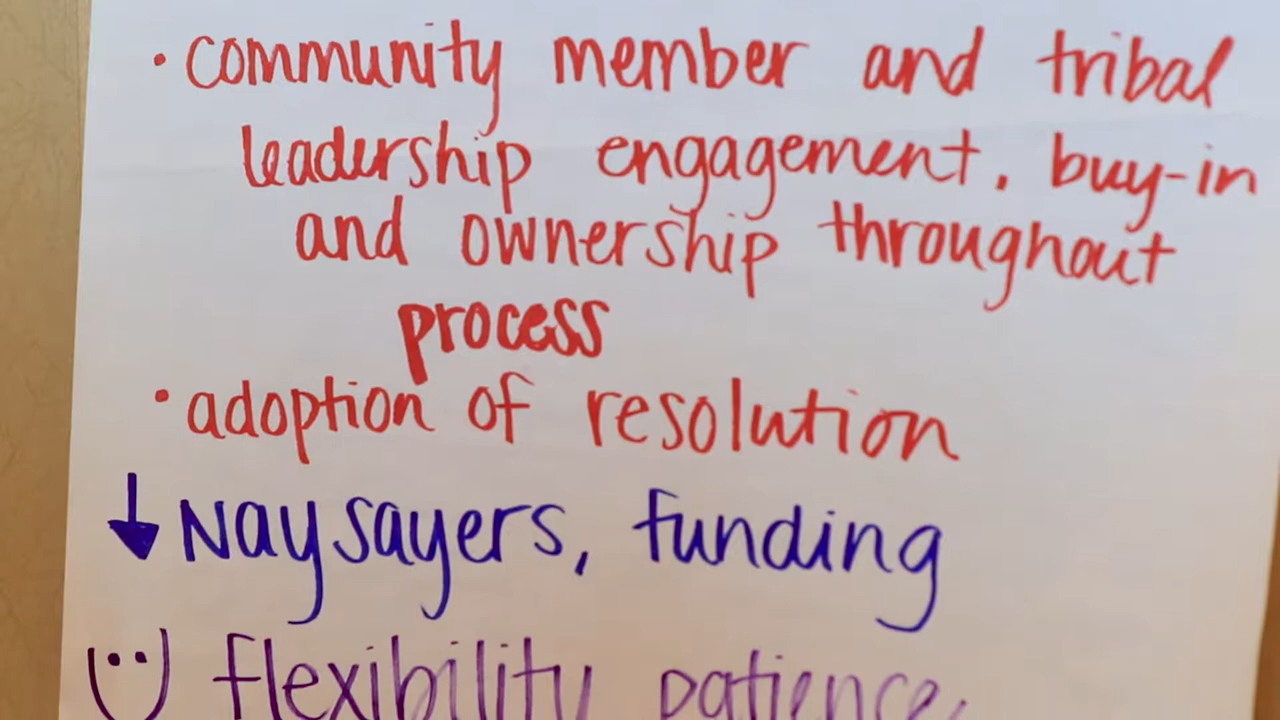 · community member and tribal
leadership engagement, buy-in
and ownership throughout
process
· adoption of resolution
↓ Naysayers, funding
flexibility patience,